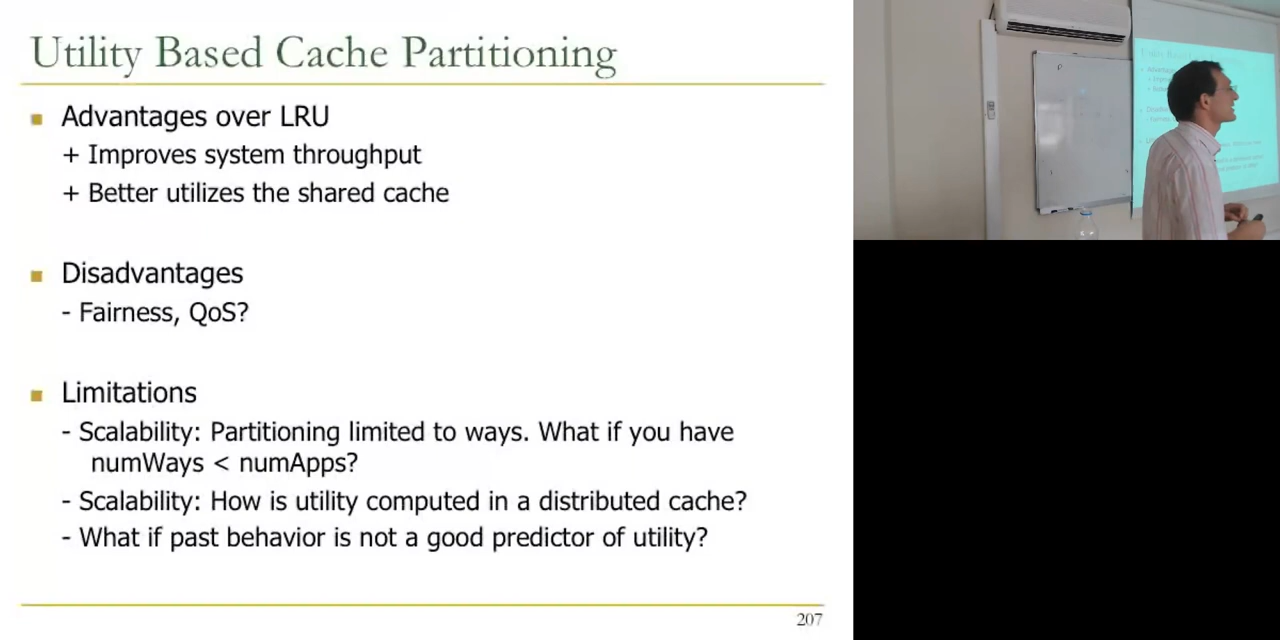 Utility Based Cache Partitioning
Advantages over LRU
+ Improves system throughput
+ Better utilizes the shared cache
Disadvantages
- Fairness, QoS?
Limitations
- Scalability: Partitioning limited to ways. What if you have
numWays < numApps?
- Scalability: How is utility computed in a distributed cache?
- What if past behavior is not a good predictor of utility?
207